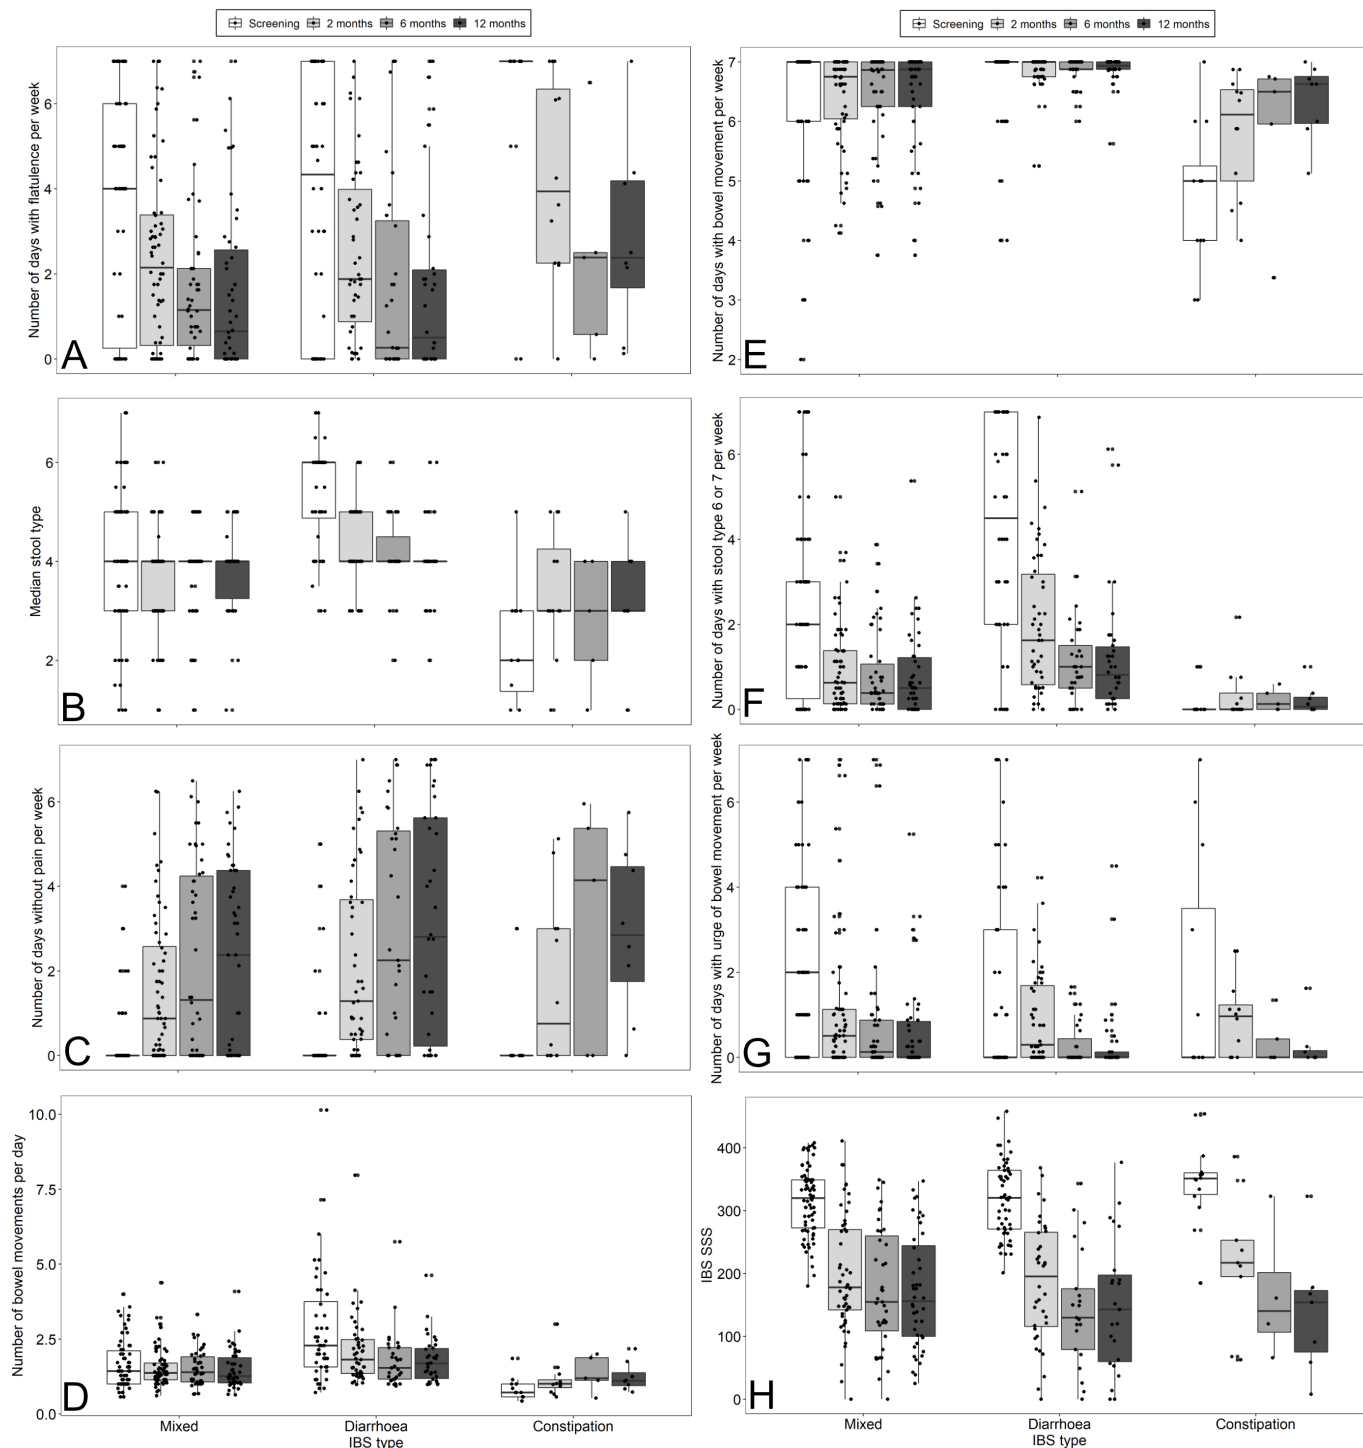 Screening 2 months 6 months 12 months
Screening 2 months 6 months 12 months
Number of days with flatulence per week
6
4
2
0
A
Number of days with bowel movement per week
7
6
5
4
3
2
E
Median stool type
6
4
2
B
Number of days with stool type 6 or 7 per week
6
4
2
0
F
Number of days without pain per week
6
4
2
0
C
Number of days with urge of bowel movement per week
6
4
2
0
G
Number of bowel movements per day
10.0
7.5
5.0
2.5
0.0
D
Mixed Diarrhoea Constipation
IBS type
IBS SSS
400
300
200
100
0
H
Mixed Diarrhoea Constipation
IBS type